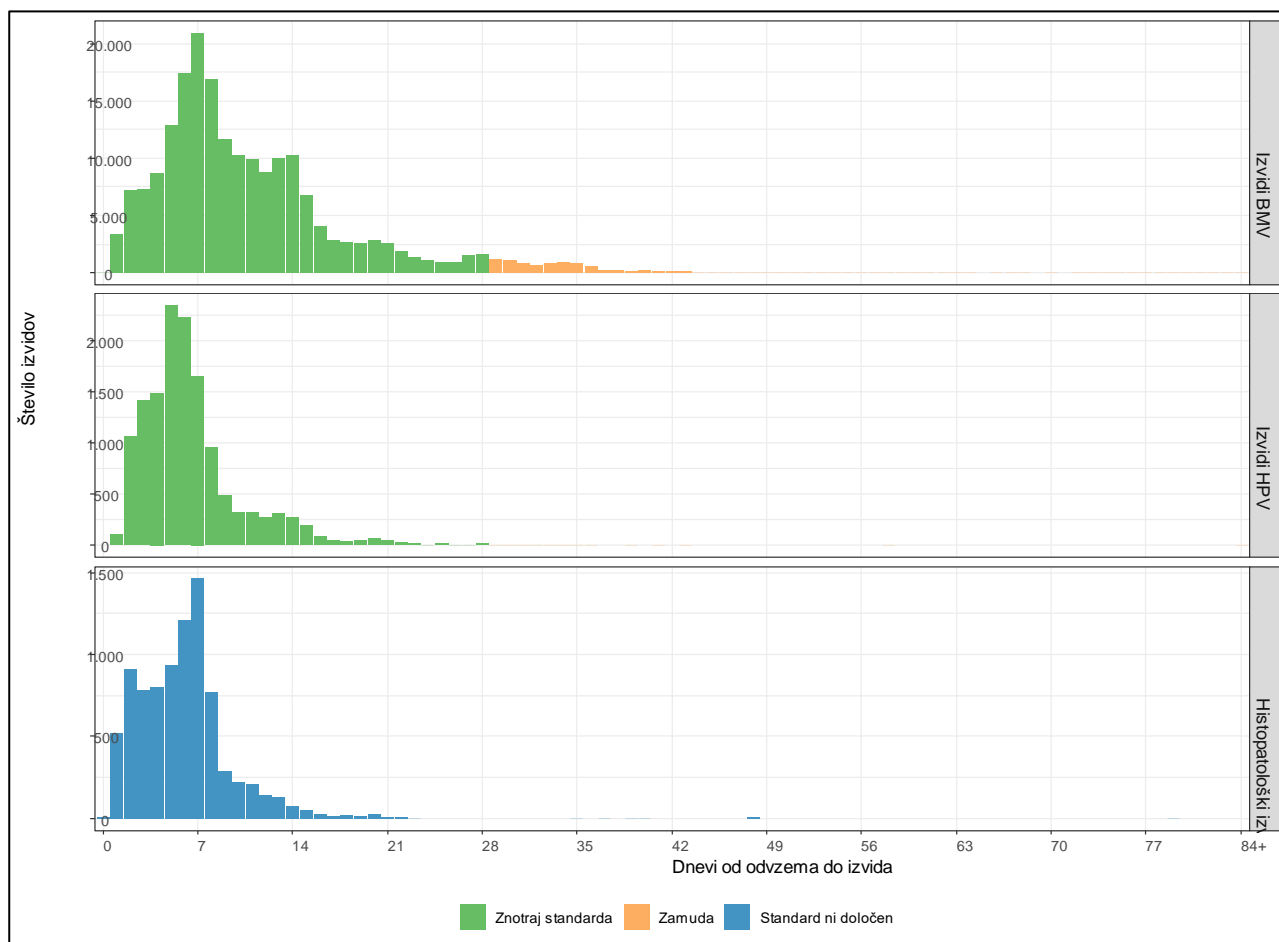 Število izvidov
20.000
15.000
10.000
5.000
0
Izvidi BMV
2.000
1.500
1.000
500
0
Izvidi HPV
1.500
1.000
500
0
Histopatološki izv
0 7 14 21 28 35 42 49 56 63 70 77 84+
Dnevi od odvzema do izvida
Znotraj standarda Zamuda Standard ni določen